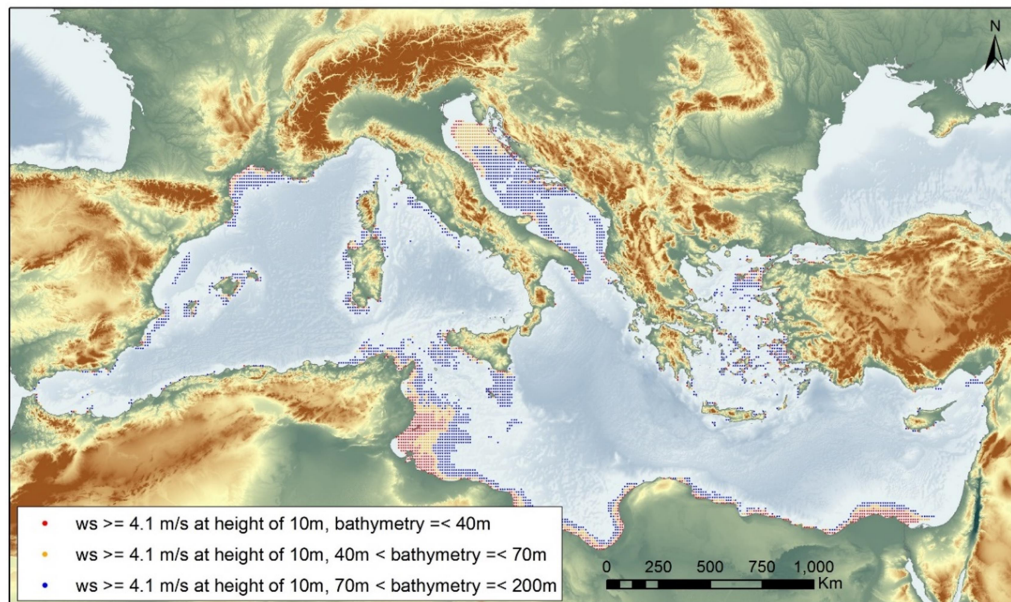 N
ws >= 4.1 m/s at height of 10m, bathymetry =< 40m
ws >= 4.1 m/s at height of 10m, 40m < bathymetry =< 70m
ws >= 4.1 m/s at height of 10m, 70m < bathymetry =< 200m
0 250 500 750 1,000
Km